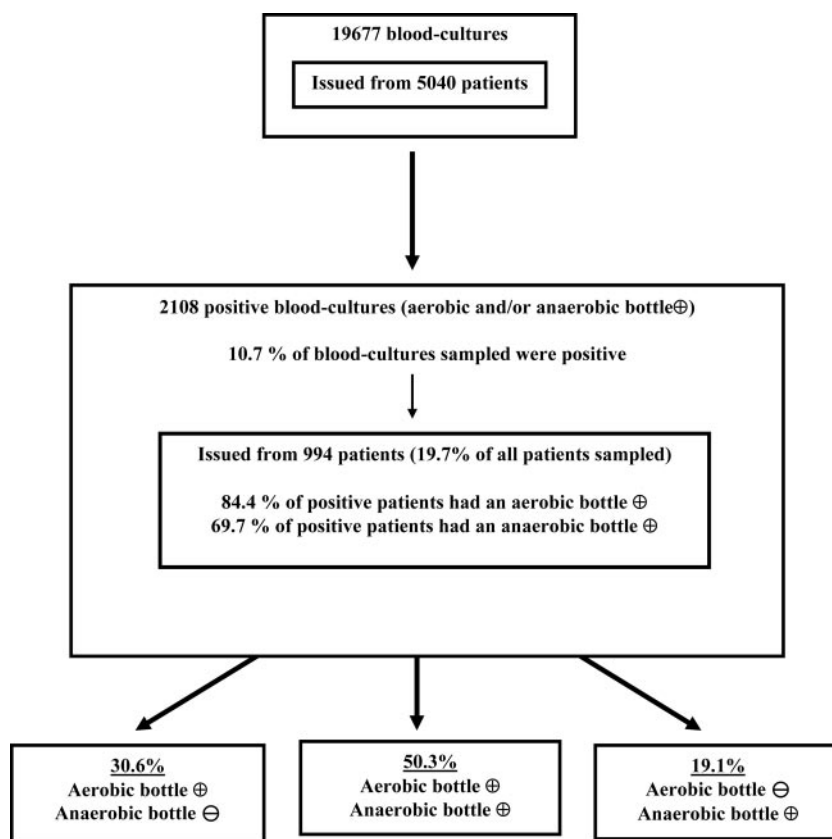 19677 blood-cultures
Issued from 5040 patients
2108 positive blood-cultures (aerobic and/or anaerobic bottle⊕)
10.7 % of blood-cultures sampled were positive
Issued from 994 patients (19.7% of all patients sampled)
84.4 % of positive patients had an aerobic bottle ⊕
69.7 % of positive patients had an anaerobic bottle ⊕
30.6%
Aerobic bottle ⊕
Anaerobic bottle ⊖
50.3%
Aerobic bottle ⊕
Anaerobic bottle ⊕
19.1%
Aerobic bottle ⊖
Anaerobic bottle ⊕